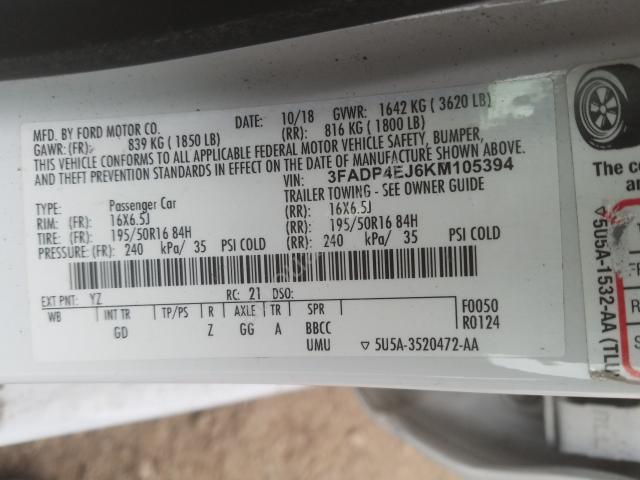 MFD. BY FORD MOTOR CO. DATE: 10/18 GVWR: 1642 KG ( 3620 LB)
GAWR: (FR): 839 KG ( 1850 LB) (RR): 816 KG ( 1800 LB)
THIS VEHICLE CONFORMS TO ALL APPLICABLE FEDERAL MOTOR VEHICLE SAFETY, BUMPER,
AND THEFT PREVENTION STANDARDS IN EFFECT ON THE DATE OF MANUFACTURE SHOWN ABOVE.
VIN: 3FADP4EJ6KM105394
TYPE: Passenger Car TRAILER TOWING - SEE OWNER GUIDE
RIM: (FR): 16X6.5J (RR): 16X6.5J
TIRE: (FR): 195/50R16 84H (RR): 195/50R16 84H
PRESSURE: (FR): 240 kPa/ 35 PSI COLD (RR): 240 kPa/ 35 PSI COLD
EXT PNT: YZ RC: 21 DSO:
WB INT TR TP/PS R AXLE TR SPR F0050
GD Z GG A BBCC R0124
UMU ▽5U5A-3520472-AA
The co
▽5U5A-1532-AA (TLU